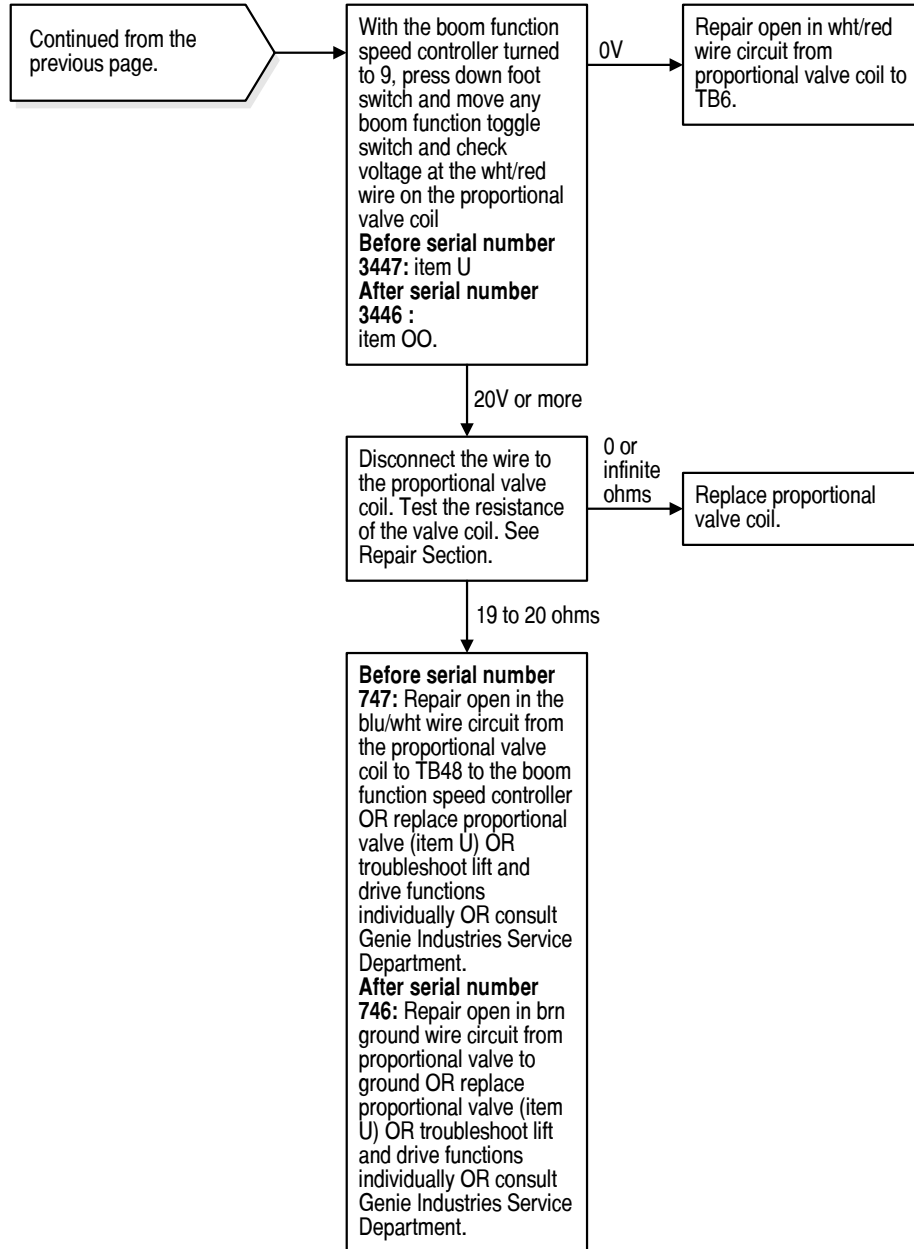 Continued from the
previous page.
With the boom function
speed controller turned
to 9, press down foot
switch and move any
boom function toggle
switch and check
voltage at the wht/red
wire on the proportional
valve coil
Before serial number
3447: item U
After serial number
3446 :
item OO.
0V
Repair open in wht/red
wire circuit from
proportional valve coil to
TB6.
20V or more
Disconnect the wire to
the proportional valve
coil. Test the resistance
of the valve coil. See
Repair Section.
0 or
infinite
ohms
Replace proportional
valve coil.
19 to 20 ohms
Before serial number
747: Repair open in the
blu/wht wire circuit from
the proportional valve
coil to TB48 to the boom
function speed controller
OR replace proportional
valve (item U) OR
troubleshoot lift and
drive functions
individually OR consult
Genie Industries Service
Department.
After serial number
746: Repair open in brn
ground wire circuit from
proportional valve to
ground OR replace
proportional valve (item
U) OR troubleshoot lift
and drive functions
individually OR consult
Genie Industries Service
Department.